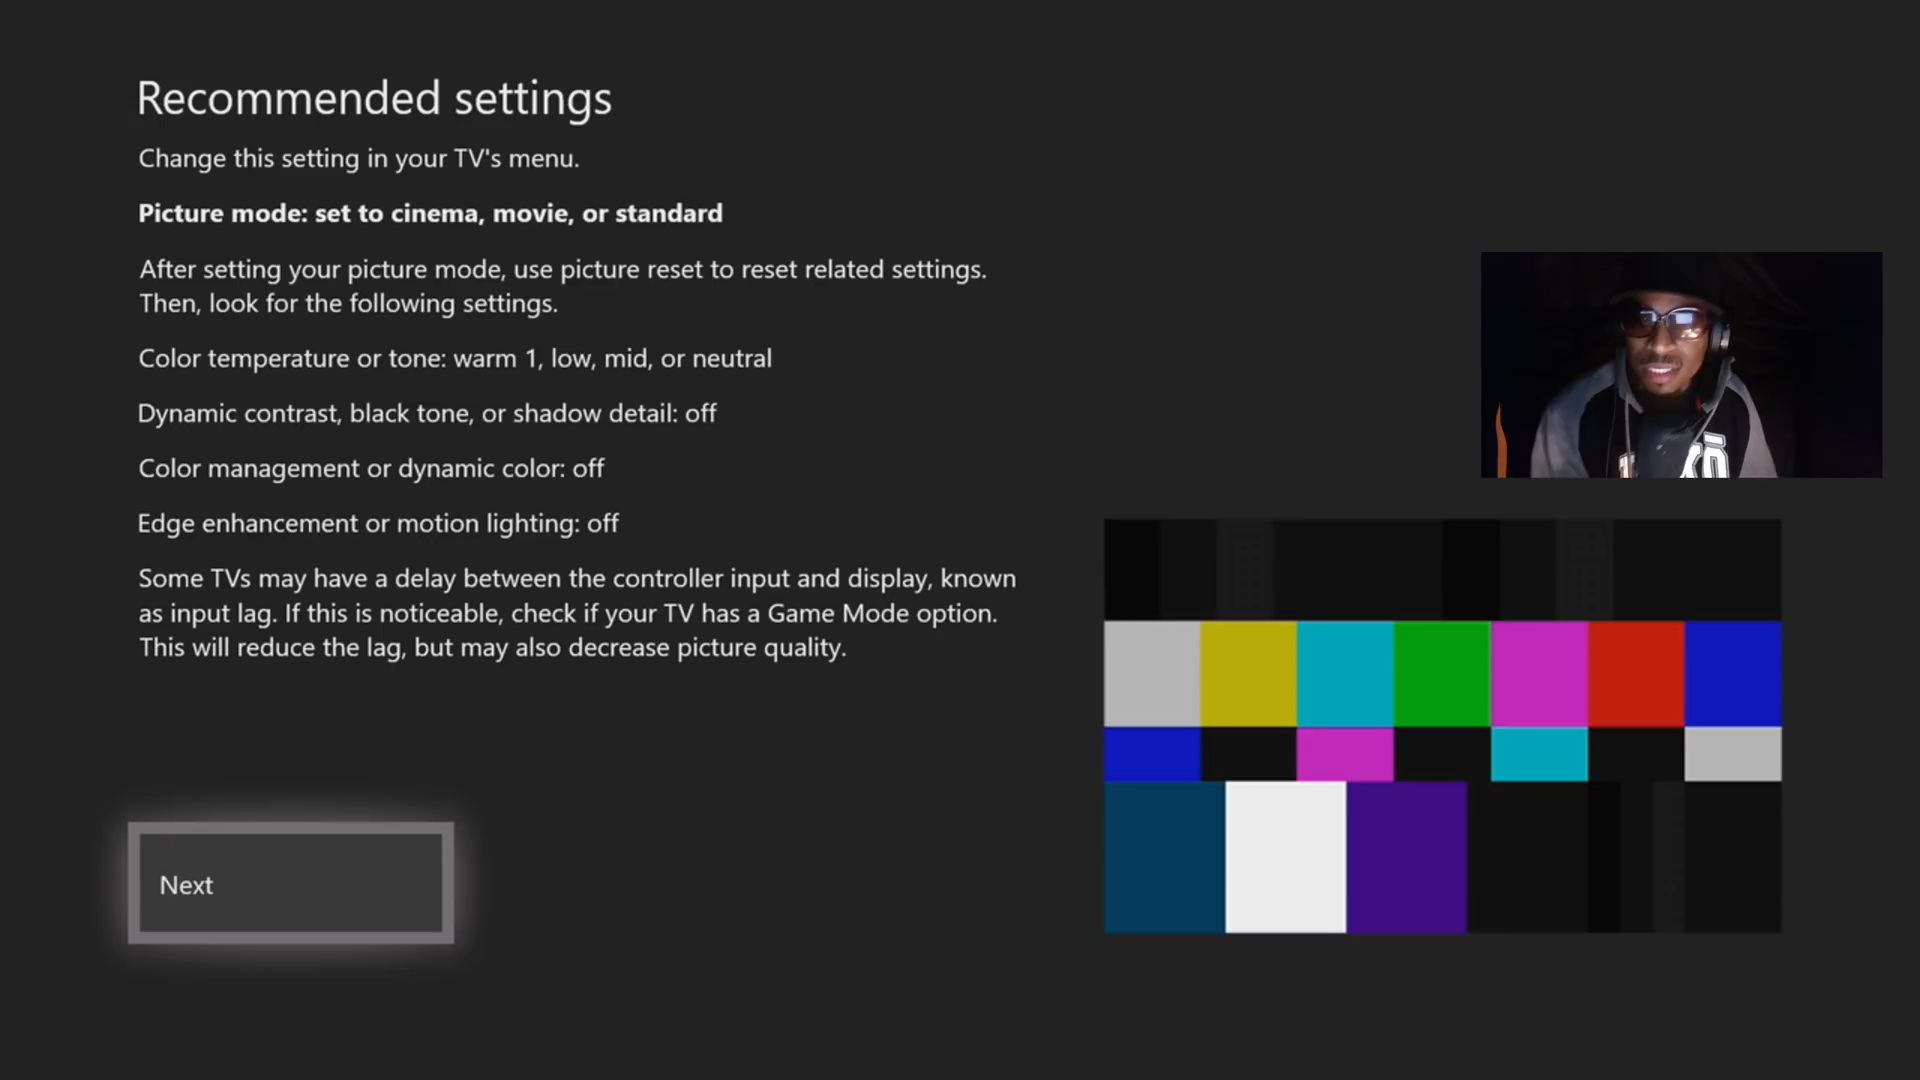 Recommended settings
Change this setting in your TV's menu.
Picture mode: set to cinema, movie, or standard
After setting your picture mode, use picture reset to reset related settings.
Then, look for the following settings.
Color temperature or tone: warm 1, low, mid, or neutral
Dynamic contrast, black tone, or shadow detail: off
Color management or dynamic color: off
Edge enhancement or motion lighting: off
Some TVs may have a delay between the controller input and display, known
as input lag. If this is noticeable, check if your TV has a Game Mode option.
This will reduce the lag, but may also decrease picture quality.
Next